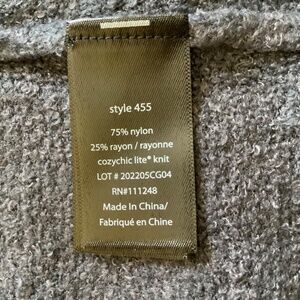 style 455
75% nylon
25% rayon / rayonne
cozychic lite® knit
LOT # 202205CG04
RN#111248
Made In China/
Fabriqué en Chine